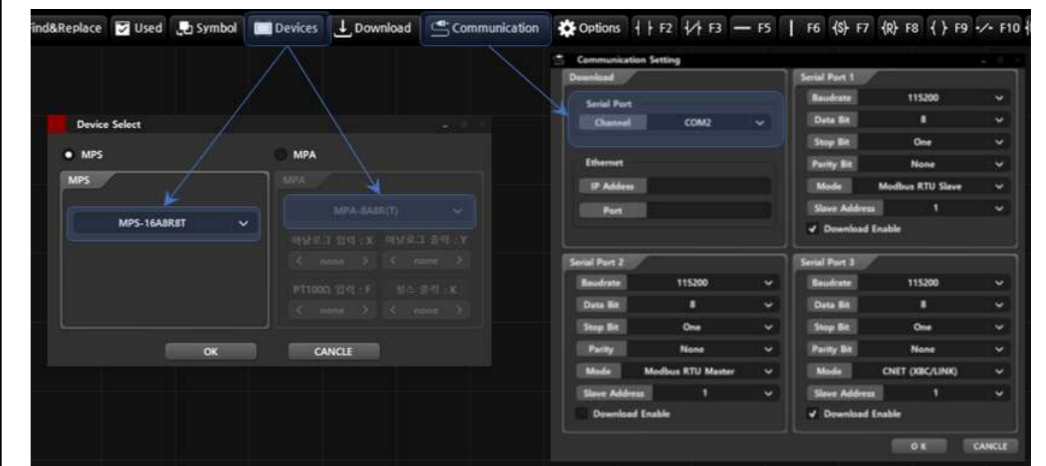 Find&Replace Used Symbol Devices Download Communication Options F2 F3 F5 F6 {S} F7 {R} F8 { } F9 F10
Device Select
MPS
MPA
MPS
MPS-16A8R8T
MPA
MPA-8A8R(T)
아날로그 입력 : X 아날로그 출력 : Y
< none > < none >
PT100Ω 입력 : F 펄스 출력 : K
< none > < none >
OK CANCLE
Communication Setting
Download
Serial Port
Channel COM2
Ethernet
IP Address
Port
Serial Port 1
Baudrate 115200
Data Bit 8
Stop Bit One
Parity Bit None
Mode Modbus RTU Slave
Slave Address 1
Download Enable
Serial Port 2
Baudrate 115200
Data Bit 8
Stop Bit One
Parity None
Mode Modbus RTU Master
Slave Address 1
Download Enable
Serial Port 3
Baudrate 115200
Data Bit 8
Stop Bit One
Parity Bit None
Mode CNET (XBC/LINK)
Slave Address 1
Download Enable
O K CANCLE